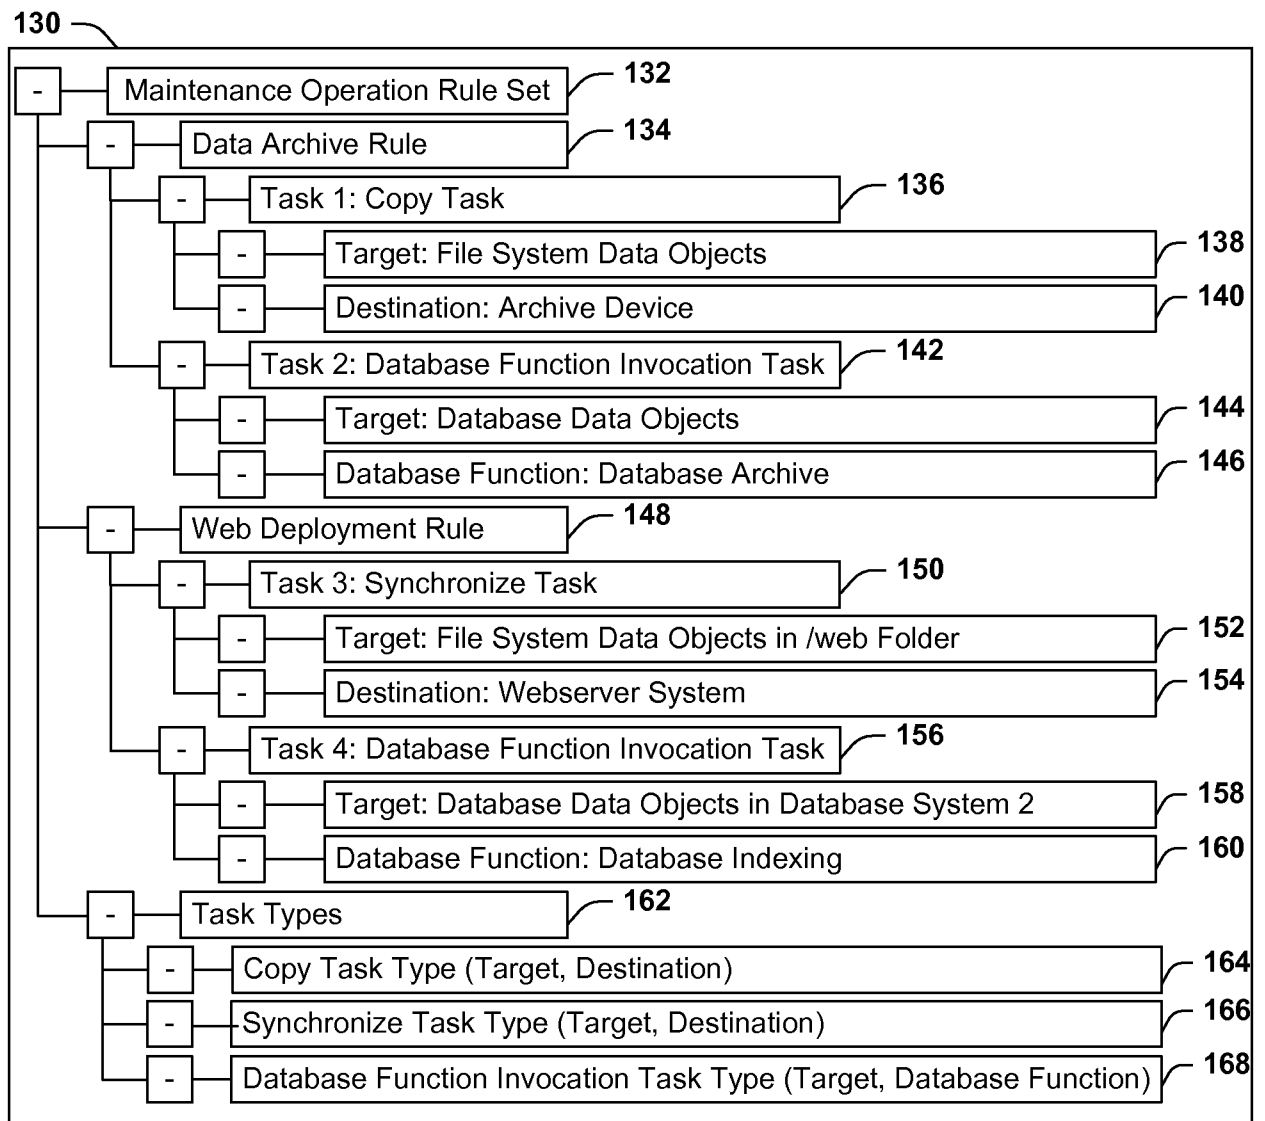 130
- Maintenance Operation Rule Set 132
- Data Archive Rule 134
- Task 1: Copy Task 136
- Target: File System Data Objects 138
- Destination: Archive Device 140
- Task 2: Database Function Invocation Task 142
- Target: Database Data Objects 144
- Database Function: Database Archive 146
- Web Deployment Rule 148
- Task 3: Synchronize Task 150
- Target: File System Data Objects in /web Folder 152
- Destination: Webserver System 154
- Task 4: Database Function Invocation Task 156
- Target: Database Data Objects in Database System 2 158
- Database Function: Database Indexing 160
- Task Types 162
- Copy Task Type (Target, Destination) 164
- Synchronize Task Type (Target, Destination) 166
- Database Function Invocation Task Type (Target, Database Function) 168